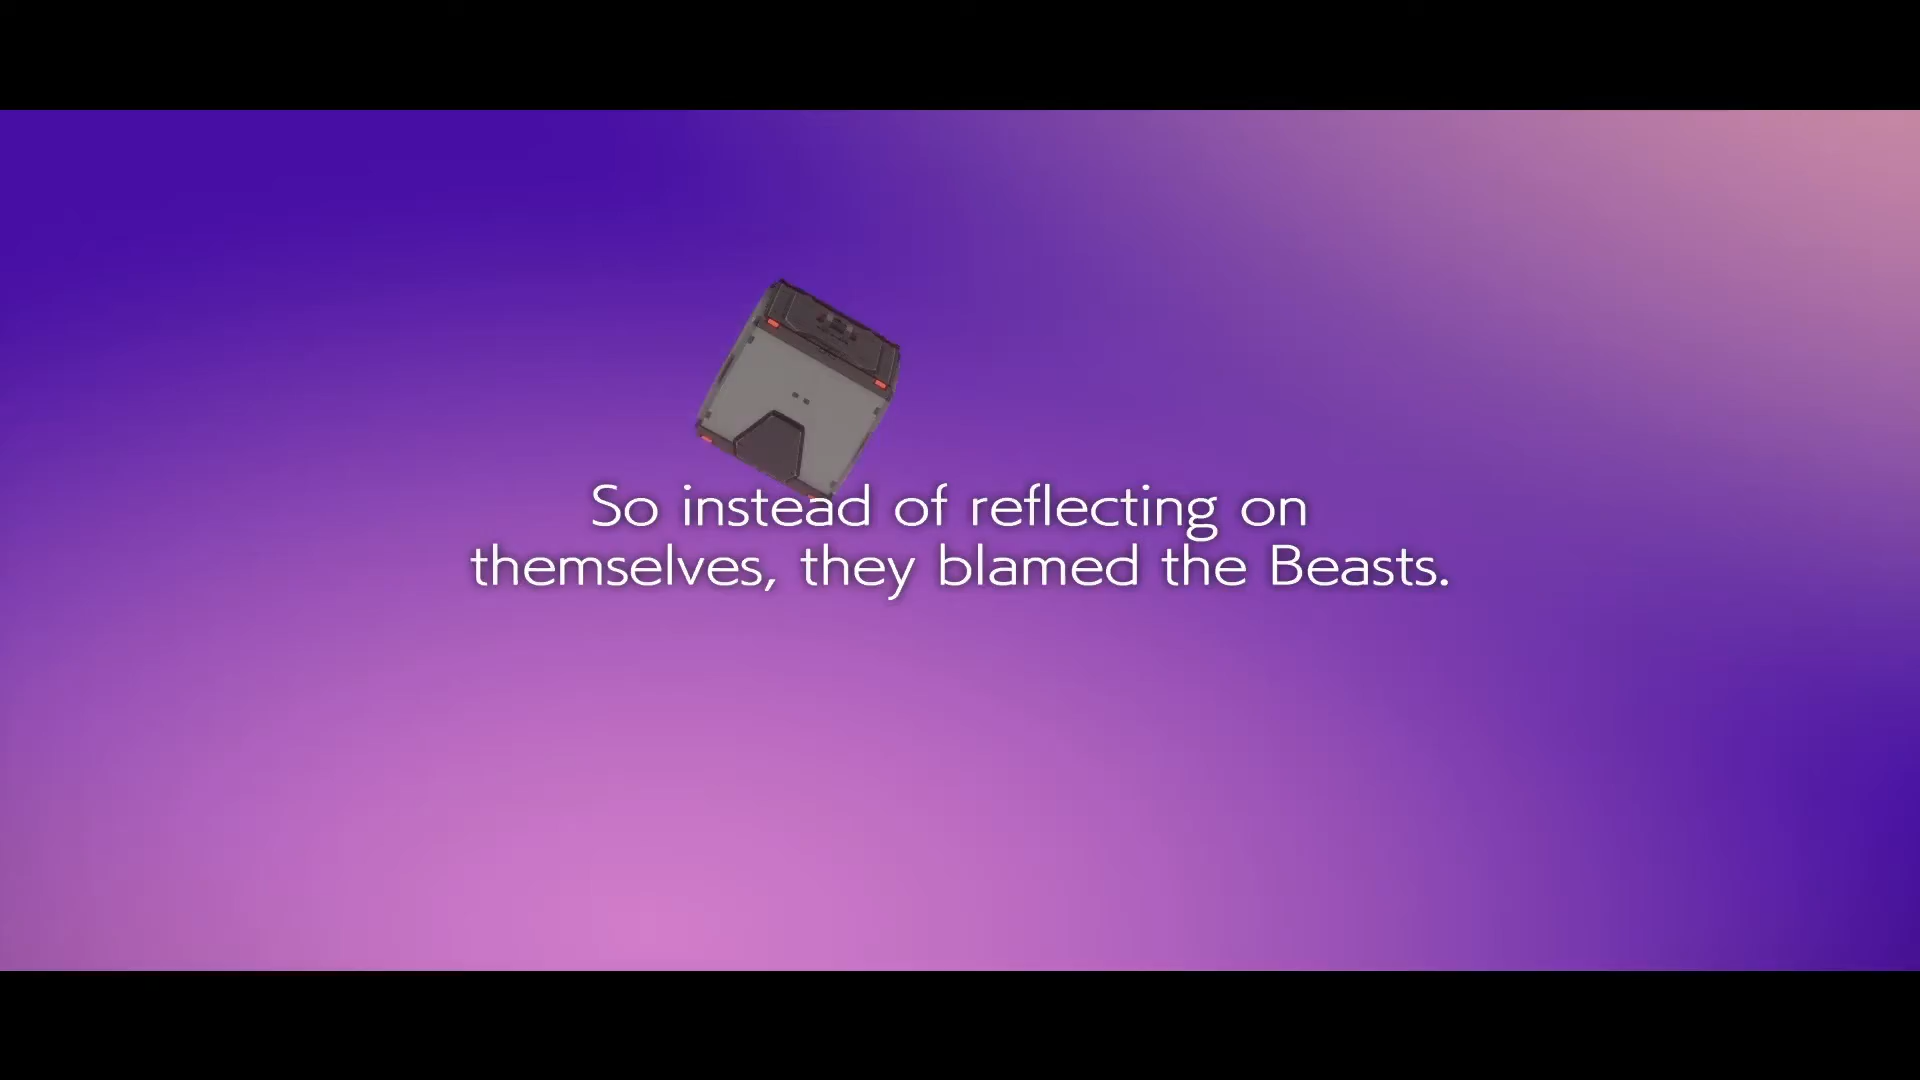 So instead of reflecting on
themselves, they blamed the Beasts.